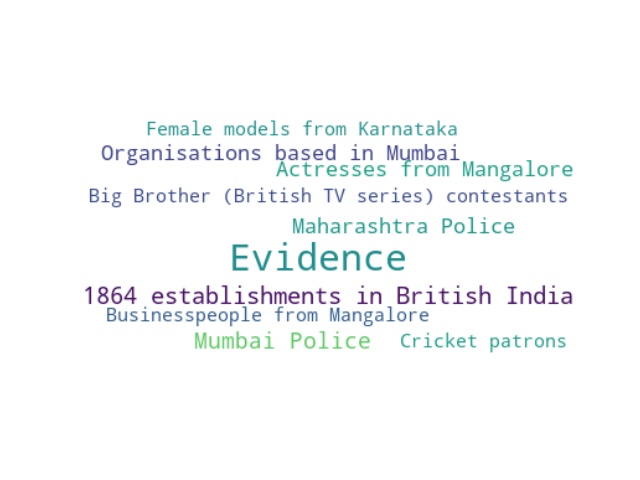 Female models from Karnataka
Organisations based in Mumbai
Actresses from Mangalore
Big Brother (British TV series) contestants
Maharashtra Police
Evidence
1864 establishments in British India
Businesspeople from Mangalore
Mumbai Police
Cricket patrons